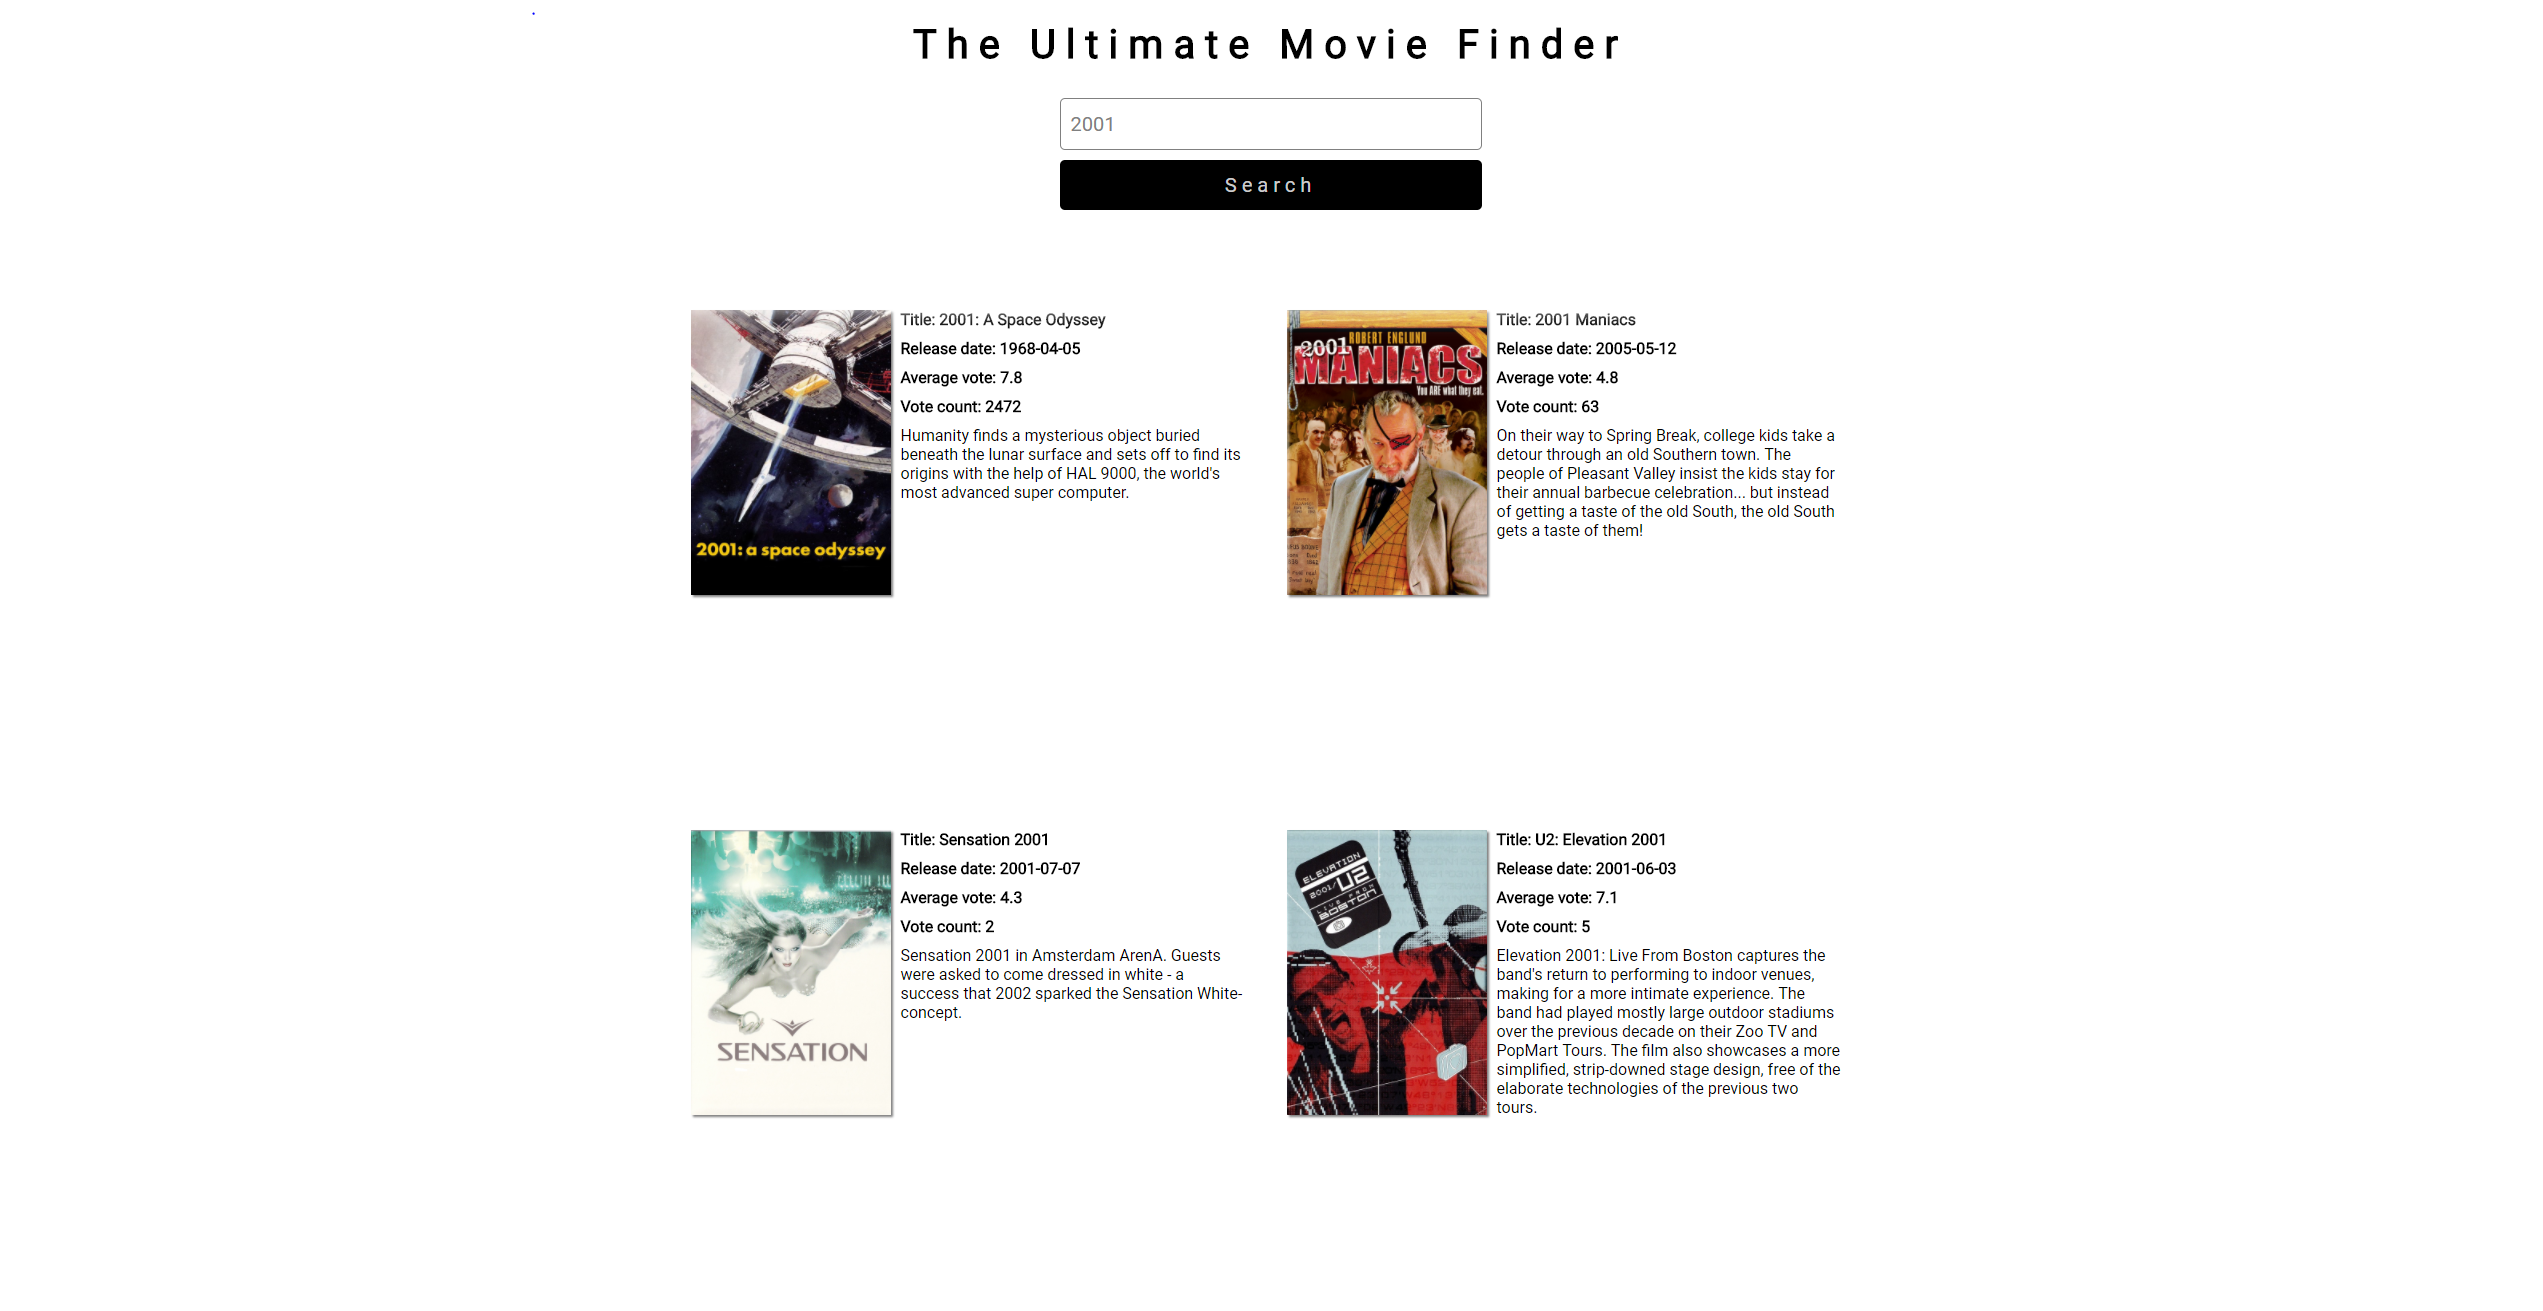 The Ultimate Movie Finder
2001
Search
2001: a space odyssey
Title: 2001: A Space Odyssey
Release date: 1968-04-05
Average vote: 7.8
Vote count: 2472
Humanity finds a mysterious object buried
beneath the lunar surface and sets off to find its
origins with the help of HAL 9000, the world's
most advanced super computer.
ROBERT ENGLUND
2001
MANIACS
You ARE what they eat.
Title: 2001 Maniacs
Release date: 2005-05-12
Average vote: 4.8
Vote count: 63
On their way to Spring Break, college kids take a
detour through an old Southern town. The
people of Pleasant Valley insist the kids stay for
their annual barbecue celebration... but instead
of getting a taste of the old South, the old South
gets a taste of them!
SENSATION
Title: Sensation 2001
Release date: 2001-07-07
Average vote: 4.3
Vote count: 2
Sensation 2001 in Amsterdam ArenA. Guests
were asked to come dressed in white - a
success that 2002 sparked the Sensation White-
concept.
ELEVATION
2001/U2
LIVE FROM
BOSTON
Title: U2: Elevation 2001
Release date: 2001-06-03
Average vote: 7.1
Vote count: 5
Elevation 2001: Live From Boston captures the
band's return to performing to indoor venues,
making for a more intimate experience. The
band had played mostly large outdoor stadiums
over the previous decade on their Zoo TV and
PopMart Tours. The film also showcases a more
simplified, strip-downed stage design, free of the
elaborate technologies of the previous two
tours.